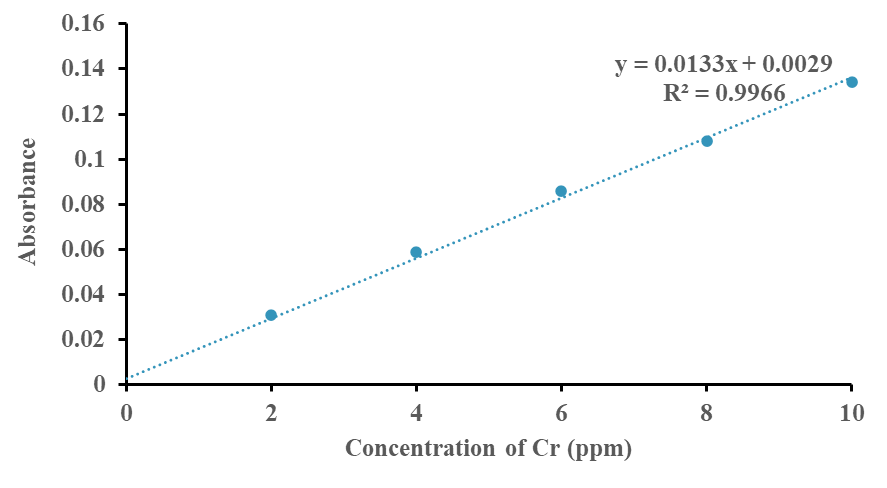 0.16
0.14
0.12
0.1
0.08
0.06
0.04
0.02
0
Absorbance
y = 0.0133x + 0.0029
R² = 0.9966
0 2 4 6 8 10
Concentration of Cr (ppm)